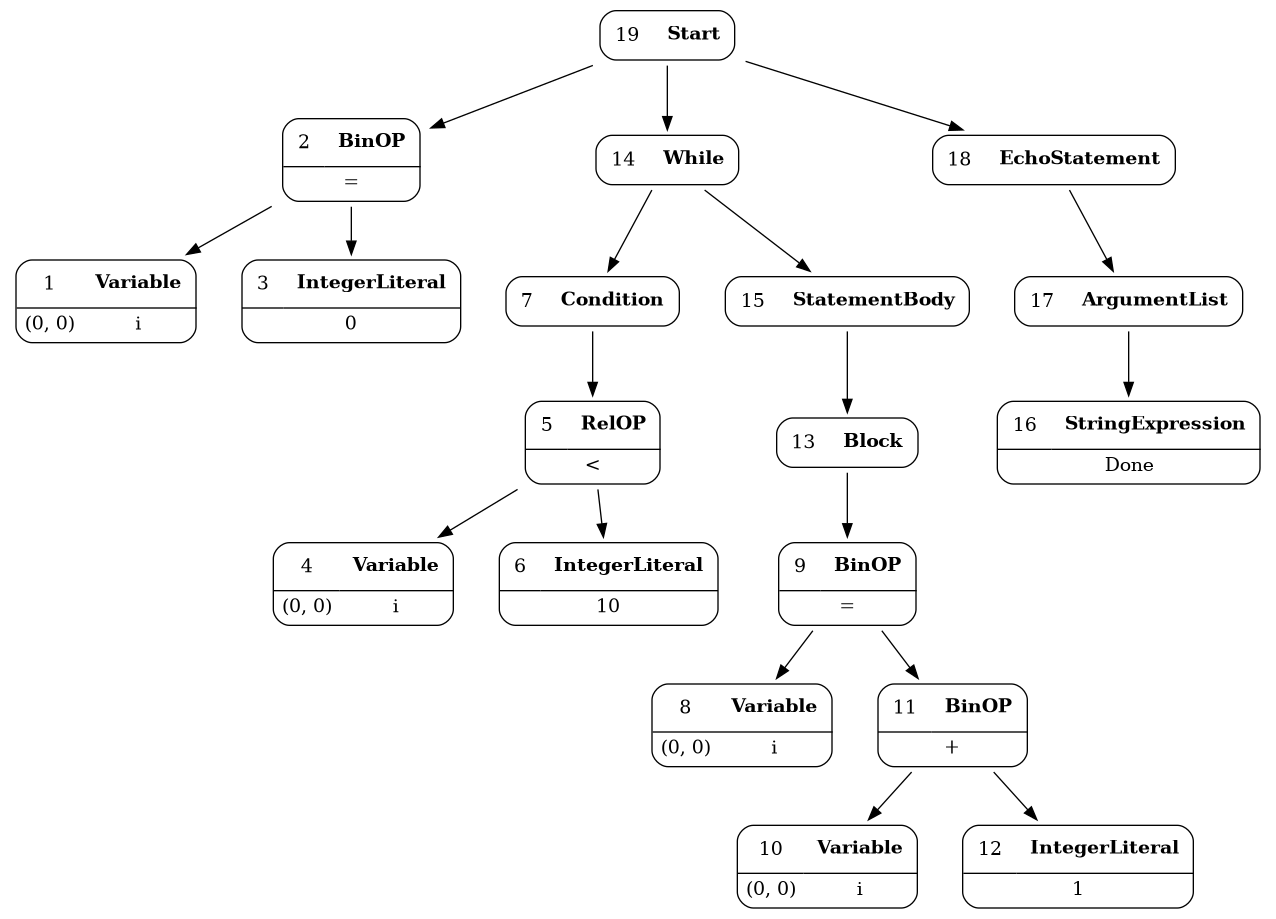 19 Start
2 BinOP
=
14 While
18 EchoStatement
1 Variable
(0, 0) i
3 IntegerLiteral
0
7 Condition
15 StatementBody
17 ArgumentList
5 RelOP
<
13 Block
16 StringExpression
Done
4 Variable
(0, 0) i
6 IntegerLiteral
10
9 BinOP
=
8 Variable
(0, 0) i
11 BinOP
+
10 Variable
(0, 0) i
12 IntegerLiteral
1